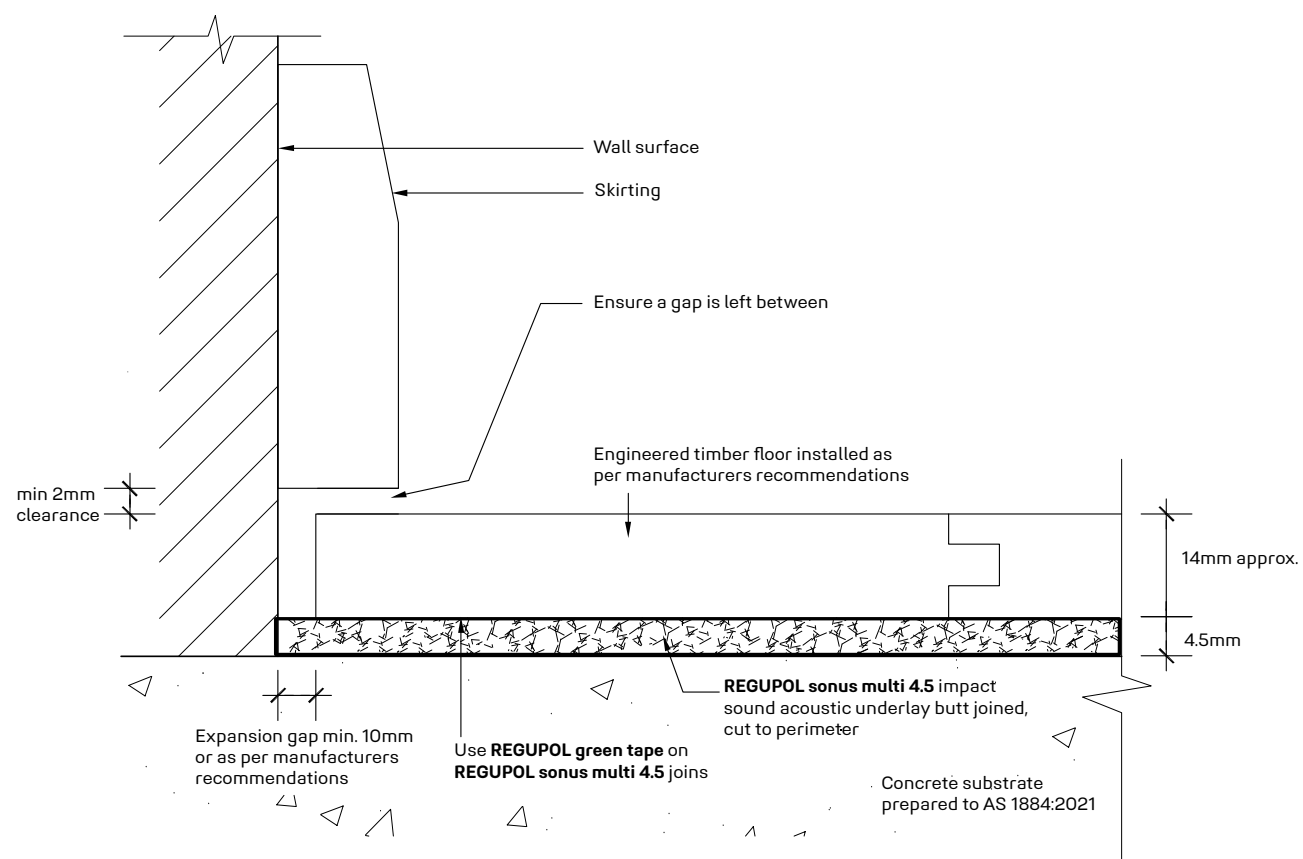 Wall surface
Skirting
Ensure a gap is left between
Engineered timber floor installed as
per manufacturers recommendations
min 2mm
clearance
14mm approx.
4.5mm
REGUPOL sonus multi 4.5 impact
sound acoustic underlay butt joined,
cut to perimeter
Expansion gap min. 10mm
or as per manufacturers
recommendations
Use REGUPOL green tape on
REGUPOL sonus multi 4.5 joins
Concrete substrate
prepared to AS 1884:2021